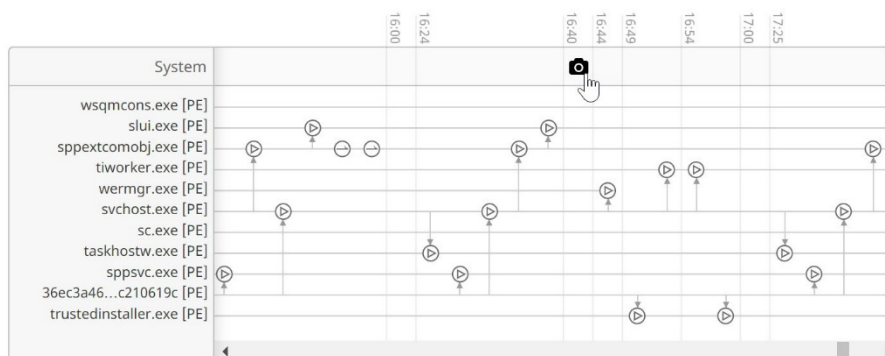 16:00
16:24
16:40
16:44
16:49
16:54
17:00
17:25
System
wsqmcons.exe [PE]
slui.exe [PE]
sppextcomobj.exe [PE]
tiworker.exe [PE]
wermgr.exe [PE]
svchost.exe [PE]
sc.exe [PE]
taskhostw.exe [PE]
sppsvc.exe [PE]
36ec3a46...c210619c [PE]
trustedinstaller.exe [PE]